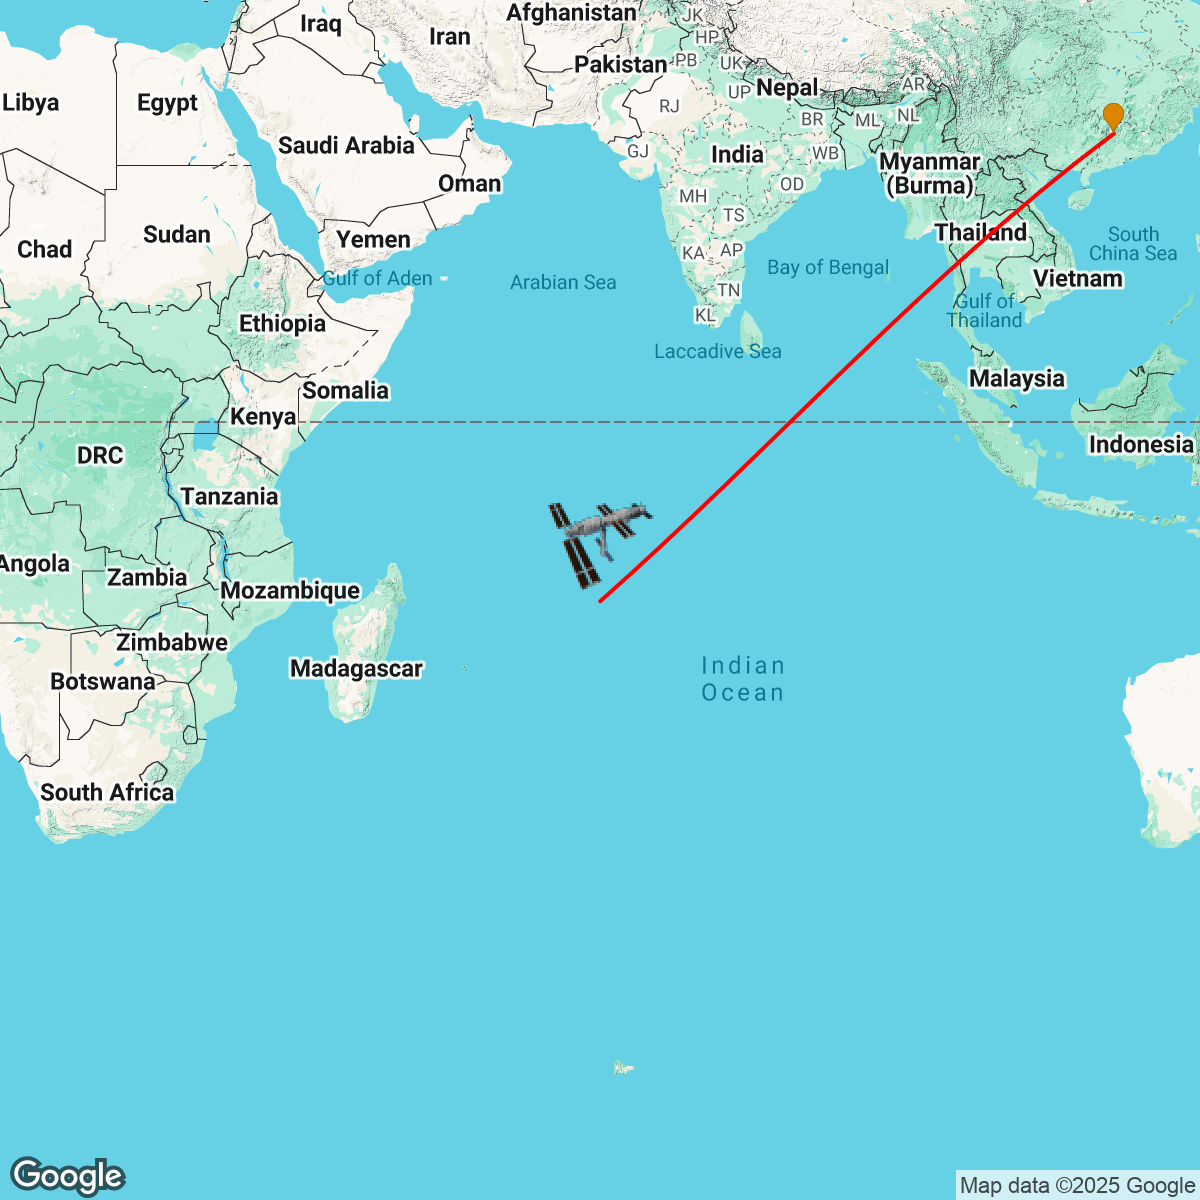 Afghanistan
JK
Iraq
Iran
HP
Pakistan
PB
UK
Libya
Egypt
UP
Nepal
AR
RJ
BR
ML
NL
Saudi Arabia
GJ
India
WB
Myanmar
(Burma)
Oman
OD
MH
TS
Chad
Sudan
Yemen
Thailand
South
China Sea
KA
AP
Gulf of Aden
Arabian Sea
Bay of Bengal
Vietnam
TN
Gulf of
Thailand
Ethiopia
KL
Laccadive Sea
Malaysia
Somalia
Kenya
DRC
Indonesia
Tanzania
Angola
Zambia
Mozambique
Zimbabwe
Madagascar
Indian
Ocean
Botswana
South Africa
Google
Map data ©2025 Google